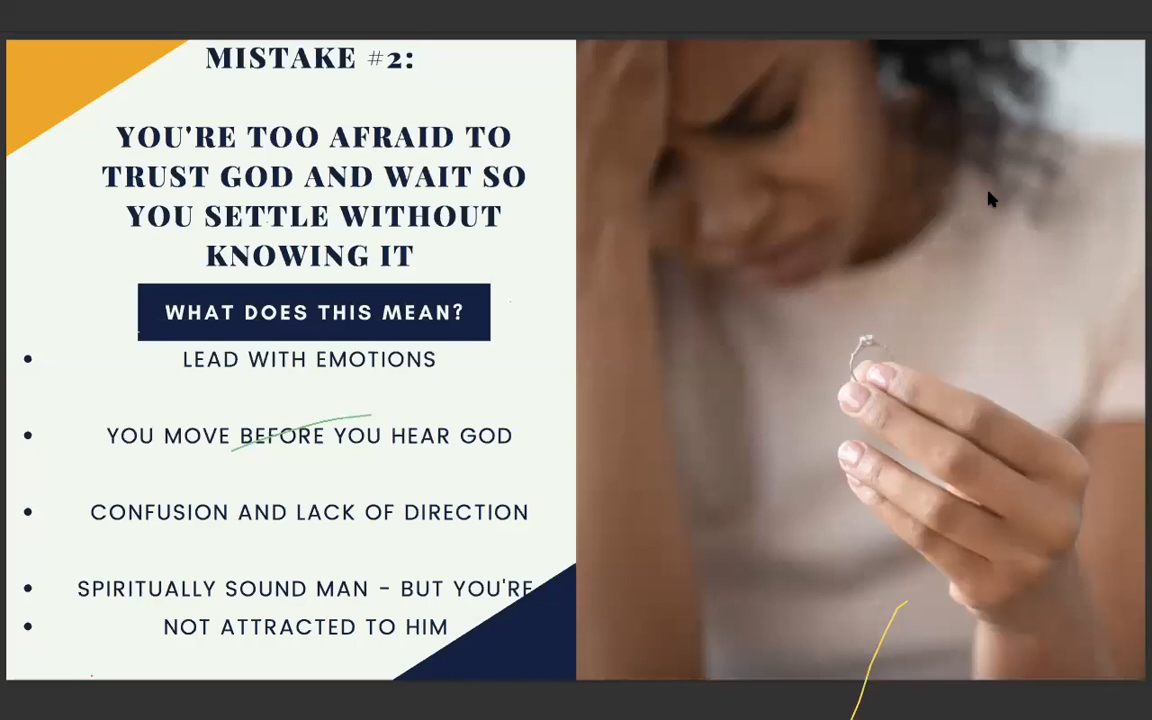 MISTAKE #2:
YOU'RE TOO AFRAID TO
TRUST GOD AND WAIT SO
YOU SETTLE WITHOUT
KNOWING IT
WHAT DOES THIS MEAN?
• LEAD WITH EMOTIONS
• YOU MOVE BEFORE YOU HEAR GOD
• CONFUSION AND LACK OF DIRECTION
• SPIRITUALLY SOUND MAN - BUT YOU'RE
• NOT ATTRACTED TO HIM